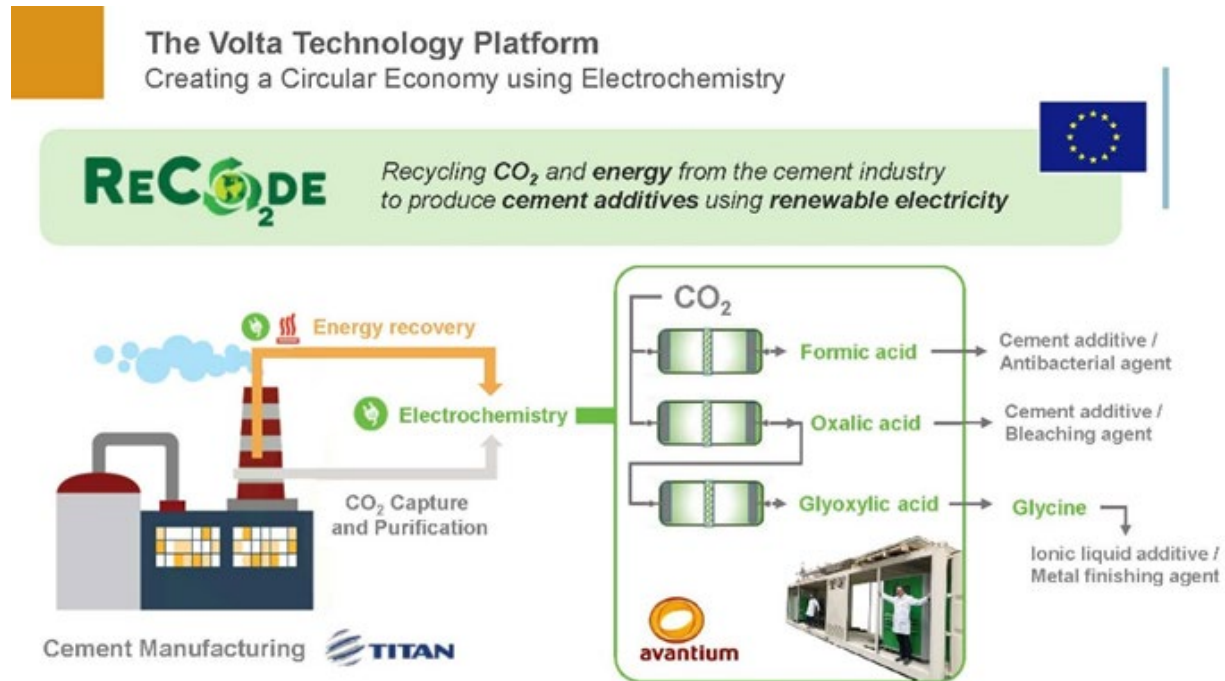 The Volta Technology Platform
Creating a Circular Economy using Electrochemistry
RECO₂DE
Recycling CO₂ and energy from the cement industry
to produce cement additives using renewable electricity
Energy recovery
Electrochemistry
CO₂ Capture
and Purification
Cement Manufacturing
TITAN
CO₂
Formic acid
Cement additive /
Antibacterial agent
Oxalic acid
Cement additive /
Bleaching agent
Glyoxylic acid
Glycine
Ionic liquid additive /
Metal finishing agent
avantium